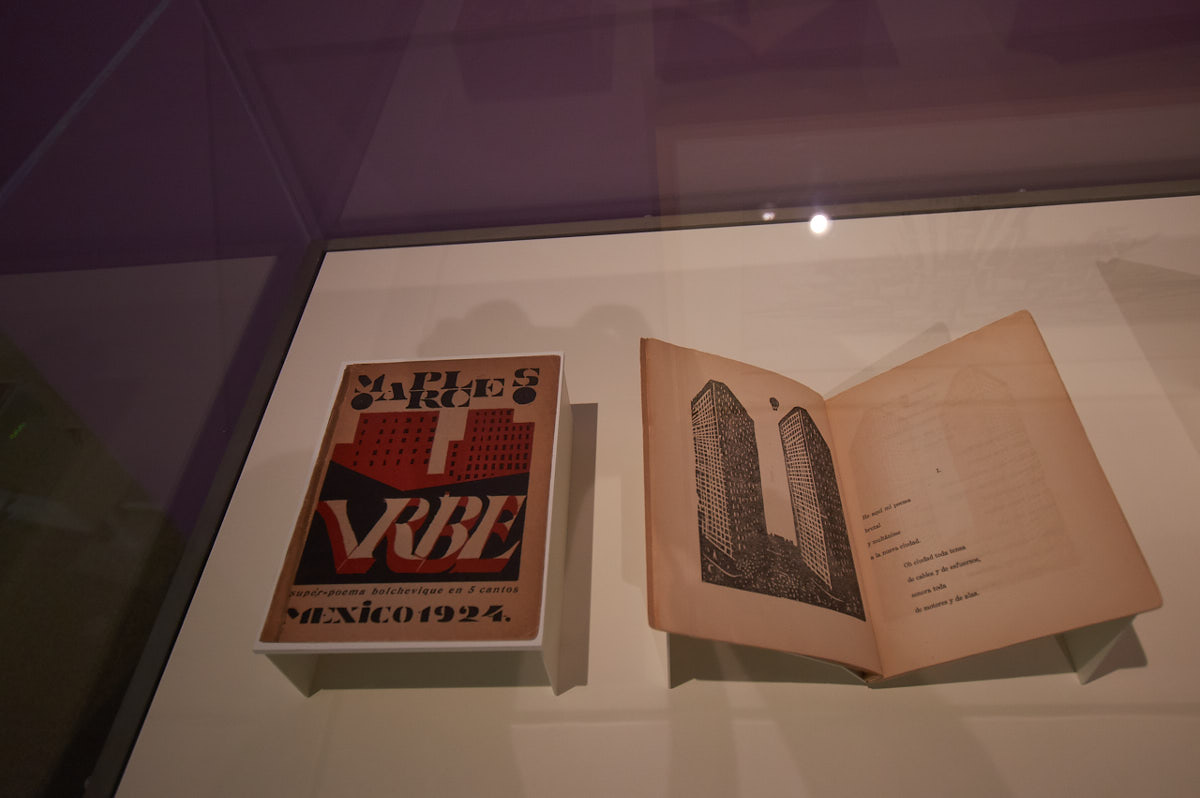 MAPLES
ARCE
VRBE
super-poema bolchevique en 5 cantos
MEXiCO 1924.
I.
He aquí mi poema
brutal
y multánime
a la nueva ciudad.
Oh ciudad toda tensa
de cables y de esfuerzos,
sonora toda
de motores y de alas.